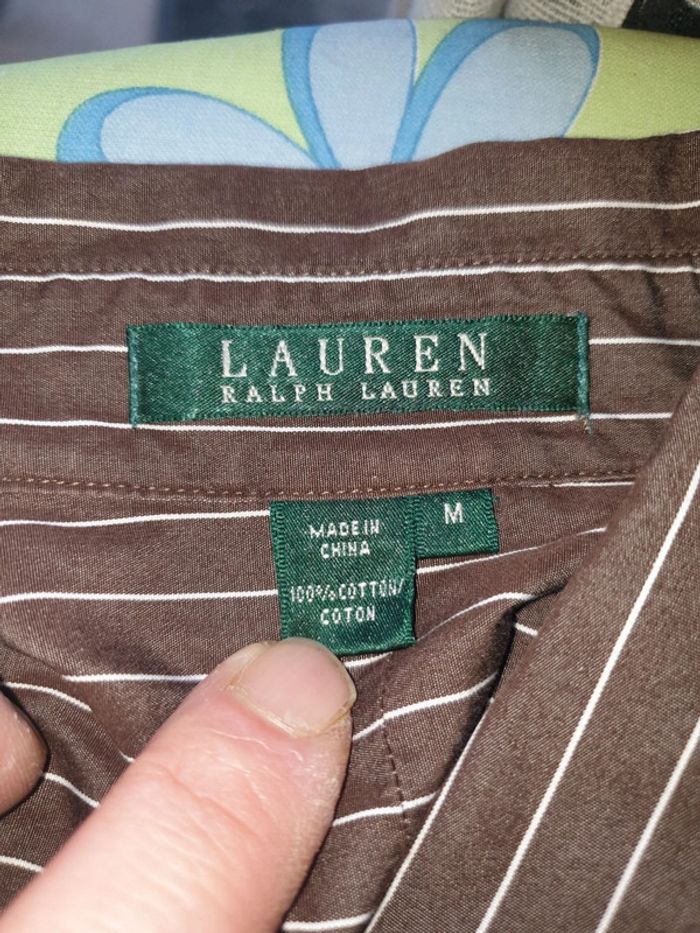 LAUREN
RALPH LAUREN
M
MADE IN
CHINA
100% COTTON/
COTON